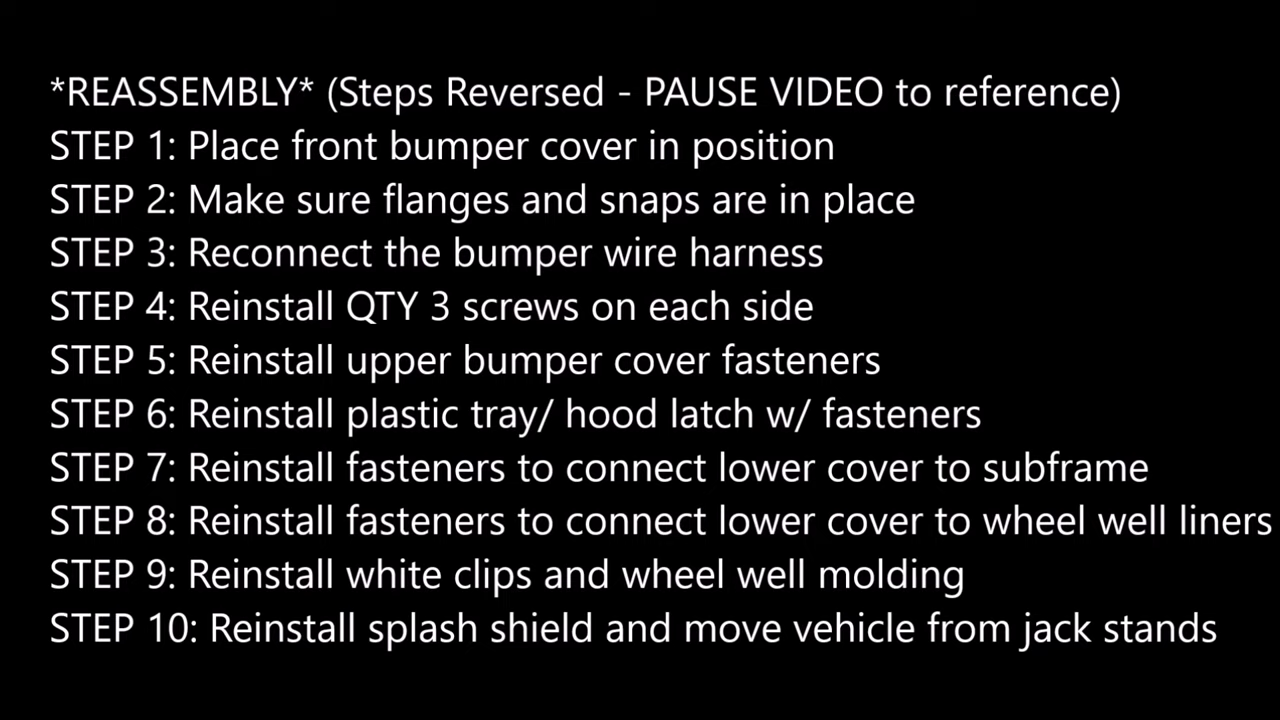 *REASSEMBLY* (Steps Reversed - PAUSE VIDEO to reference)
STEP 1: Place front bumper cover in position
STEP 2: Make sure flanges and snaps are in place
STEP 3: Reconnect the bumper wire harness
STEP 4: Reinstall QTY 3 screws on each side
STEP 5: Reinstall upper bumper cover fasteners
STEP 6: Reinstall plastic tray/ hood latch w/ fasteners
STEP 7: Reinstall fasteners to connect lower cover to subframe
STEP 8: Reinstall fasteners to connect lower cover to wheel well liners
STEP 9: Reinstall white clips and wheel well molding
STEP 10: Reinstall splash shield and move vehicle from jack stands